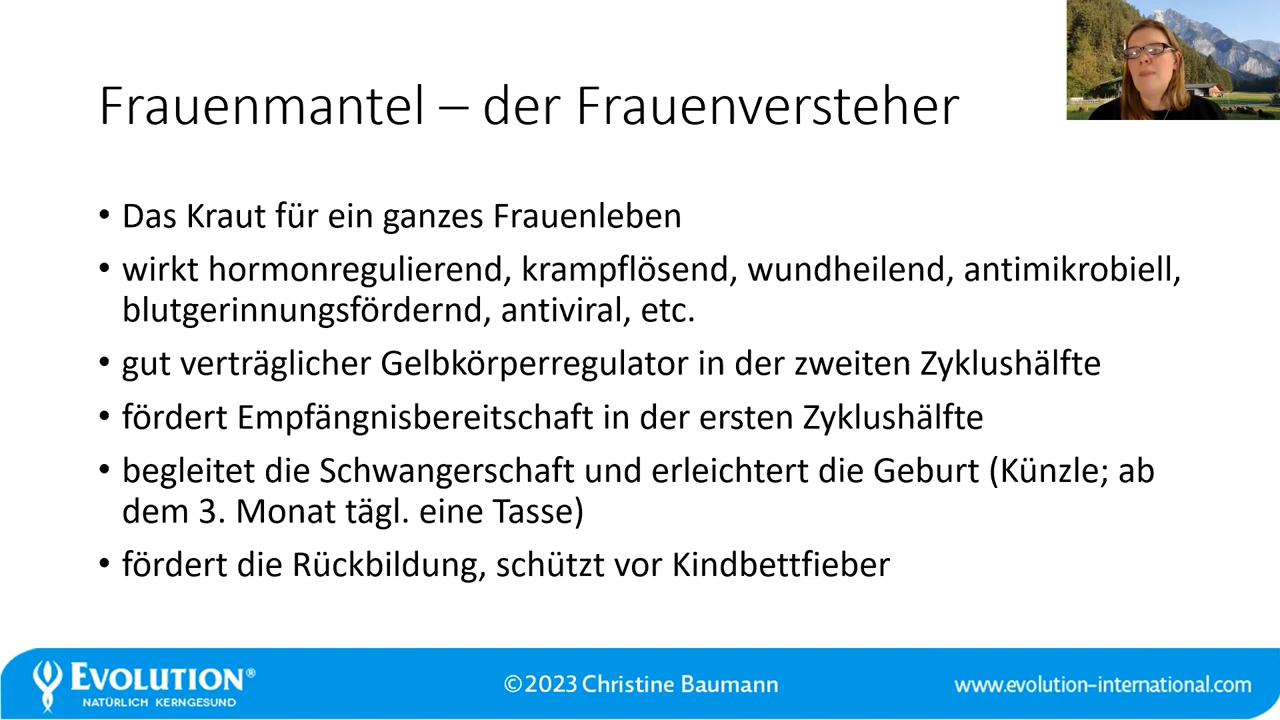 Frauenmantel – der Frauenversteher
• Das Kraut für ein ganzes Frauenleben
• wirkt hormonregulierend, krampflösend, wundheilend, antimikrobiell,
blutgerinnungsfördernd, antiviral, etc.
• gut verträglicher Gelbkörperregulator in der zweiten Zyklushälfte
• fördert Empfängnisbereitschaft in der ersten Zyklushälfte
• begleitet die Schwangerschaft und erleichtert die Geburt (Künzle; ab
dem 3. Monat tägl. eine Tasse)
• fördert die Rückbildung, schützt vor Kindbettfieber
EVOLUTION®
NATÜRLICH KERNGESUND
©2023 Christine Baumann
www.evolution-international.com